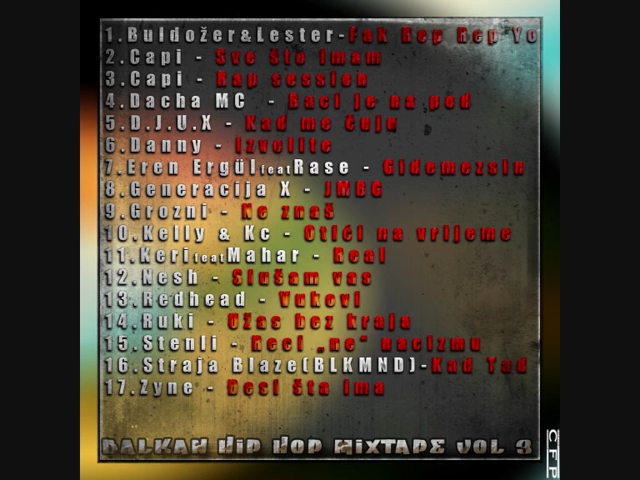 1.Buldožer&Lester-Fak Rep Rep Yo
2.Capi - Sve što imam
3.Capi - Rap session
4.Dacha MC - Baci je na pod
5.D.J.U.X - Kad me čuju
6.Danny - Izvolite
7.Eren Ergül feat Rase - Gidemezsin
8.Generacija X - JMBG
9.Grozni - Ne znaš
10.Kelly & Kc - Otići na vrijeme
11.Keri feat Mahar - Real
12.Nesh - Slušam vas
13.Redhead - Vukovi
14.Ruki - Užas bez kraja
15.Stenli - Reci „ne“ nacizmu
16.Straja Blaze(BLKMND)-Kad Tad
17.Zyne - Desi šta ima
BALKAN HIP HOP MIXTAPE VOL 3
CFP